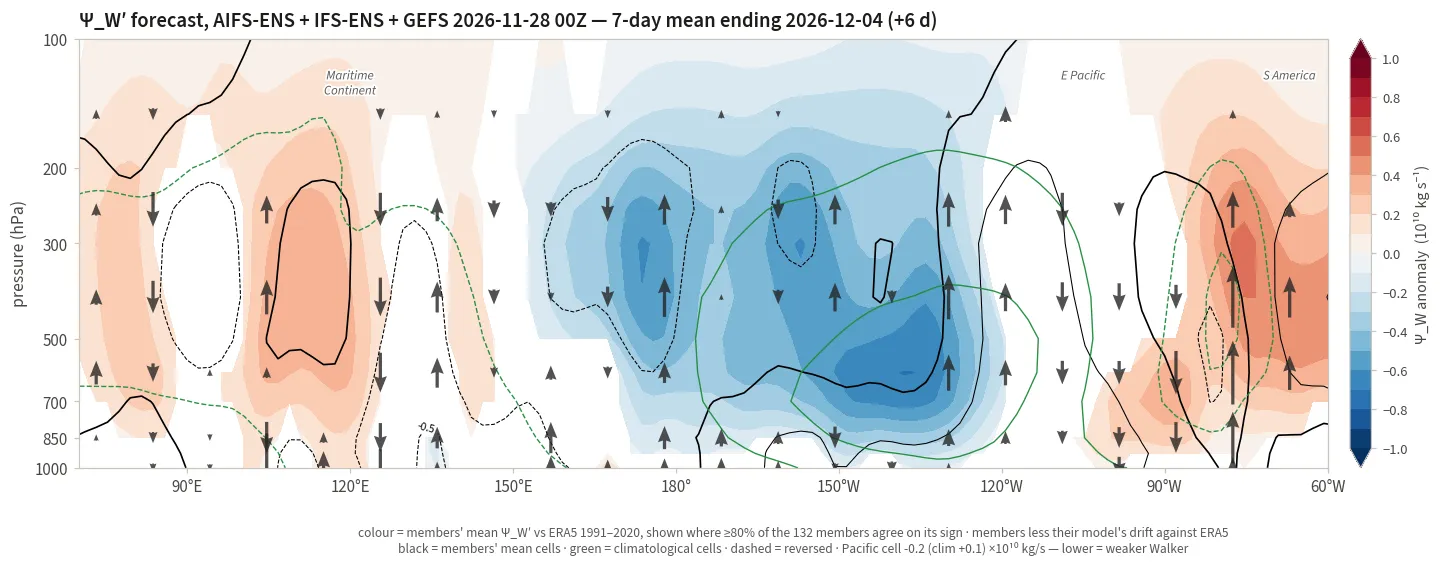 Ψ_W′ forecast, AIFS-ENS + IFS-ENS + GEFS 2026-11-28 00Z — 7-day mean ending 2026-12-04 (+6 d)
100
200
300
400
500
700
850
1000
pressure (hPa)
Maritime
Continent
E Pacific
S America
-0.5
90°E
120°E
150°E
180°
150°W
120°W
90°W
60°W
1.0
0.8
0.6
0.4
0.2
0.0
−0.2
−0.4
−0.6
−0.8
−1.0
Ψ_W anomaly (10¹⁰ kg s⁻¹)
colour = members' mean Ψ_W′ vs ERA5 1991–2020, shown where ≥80% of the 132 members agree on its sign · members less their model's drift against ERA5
black = members' mean cells · green = climatological cells · dashed = reversed · Pacific cell -0.2 (clim +0.1) ×10¹⁰ kg/s — lower = weaker Walker